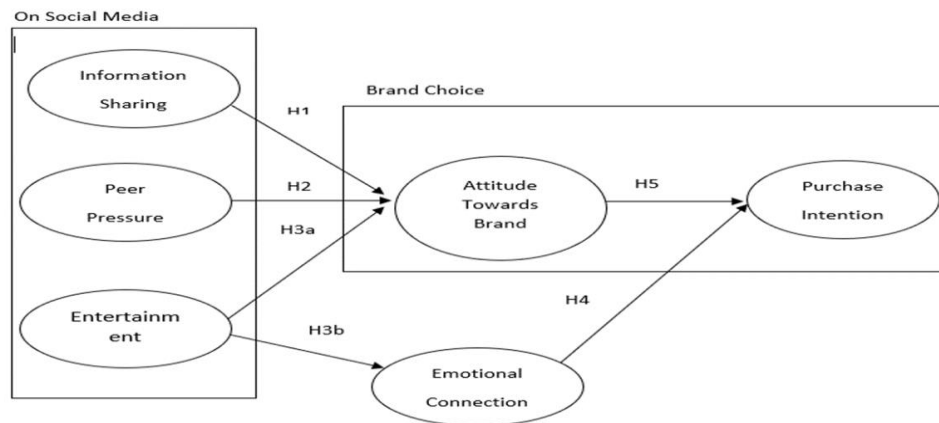 On Social Media
Information
Sharing
H1
Brand Choice
Peer
Pressure
H2
Attitude
Towards
Brand
H5
Purchase
Intention
H3a
Entertainm
ent
H3b
H4
Emotional
Connection